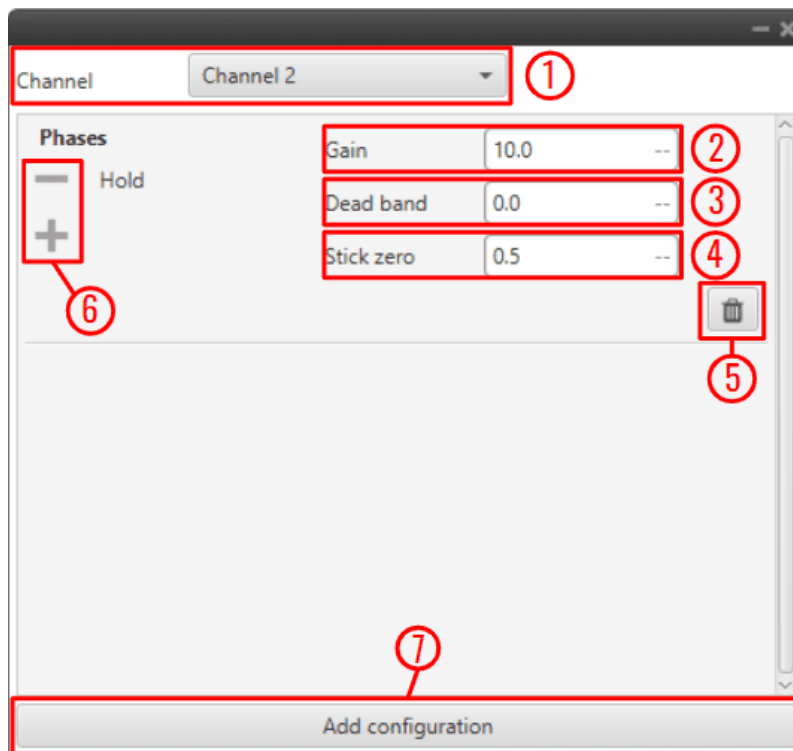 Channel Channel 2 1
Phases
Gain 10.0 -- 2
Hold
Dead band 0.0 -- 3
Stick zero 0.5 -- 4
6
5
7
Add configuration